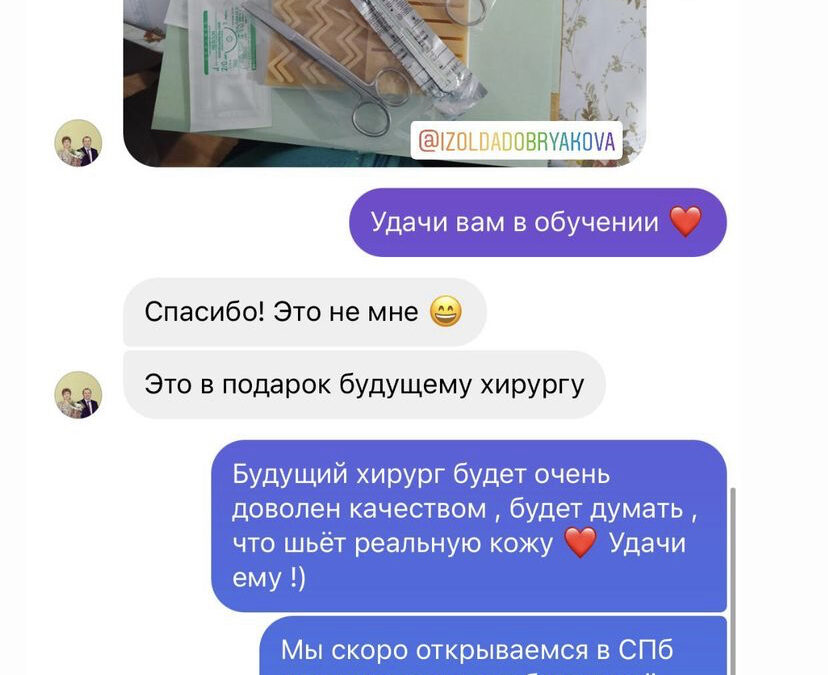 @IZOLDADOBRYAKOVA
Удачи вам в обучении ❤️
Спасибо! Это не мне 😄
Это в подарок будущему хирургу
Будущий хирург будет очень
доволен качеством , будет думать ,
что шьёт реальную кожу ❤️ Удачи
ему !)
Мы скоро открываемся в СПб